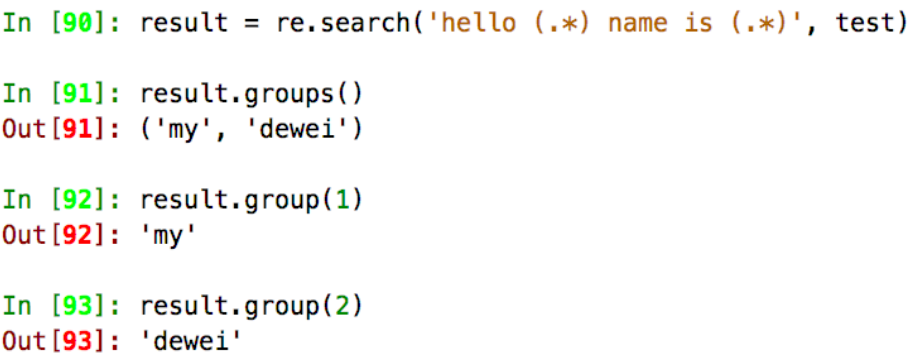 In [90]: result = re.search('hello (.*) name is (.*)', test)
In [91]: result.groups()
Out[91]: ('my', 'dewei')
In [92]: result.group(1)
Out[92]: 'my'
In [93]: result.group(2)
Out[93]: 'dewei'